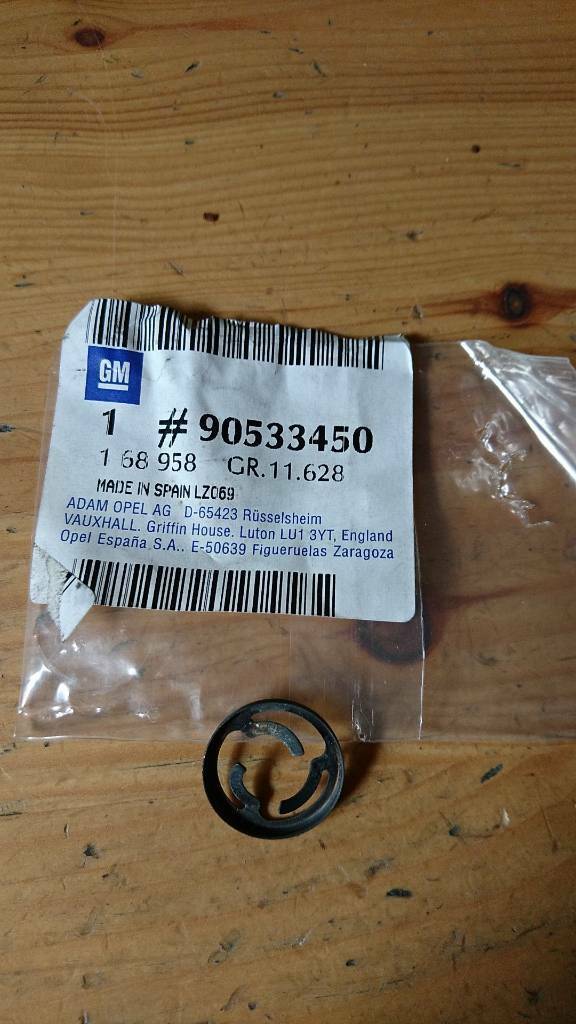 GM
1 # 90533450
1 68 958 GR.11.628
MADE IN SPAIN LZ069
ADAM OPEL AG D-65423 Rüsselsheim
VAUXHALL. Griffin House. Luton LU1 3YT, England
Opel España S.A.. E-50639 Figueruelas Zaragoza